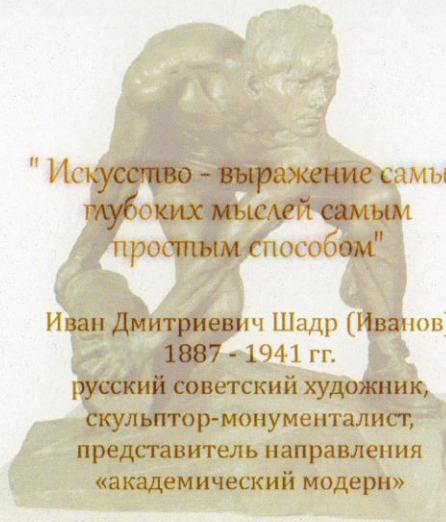 " Искусство - выражение самы
глубоких мыслей самым
простым способом"
Иван Дмитриевич Шадр (Иванов)
1887 - 1941 гг.
русский советский художник,
скульптор-монументалист,
представитель направления
«академический модерн»